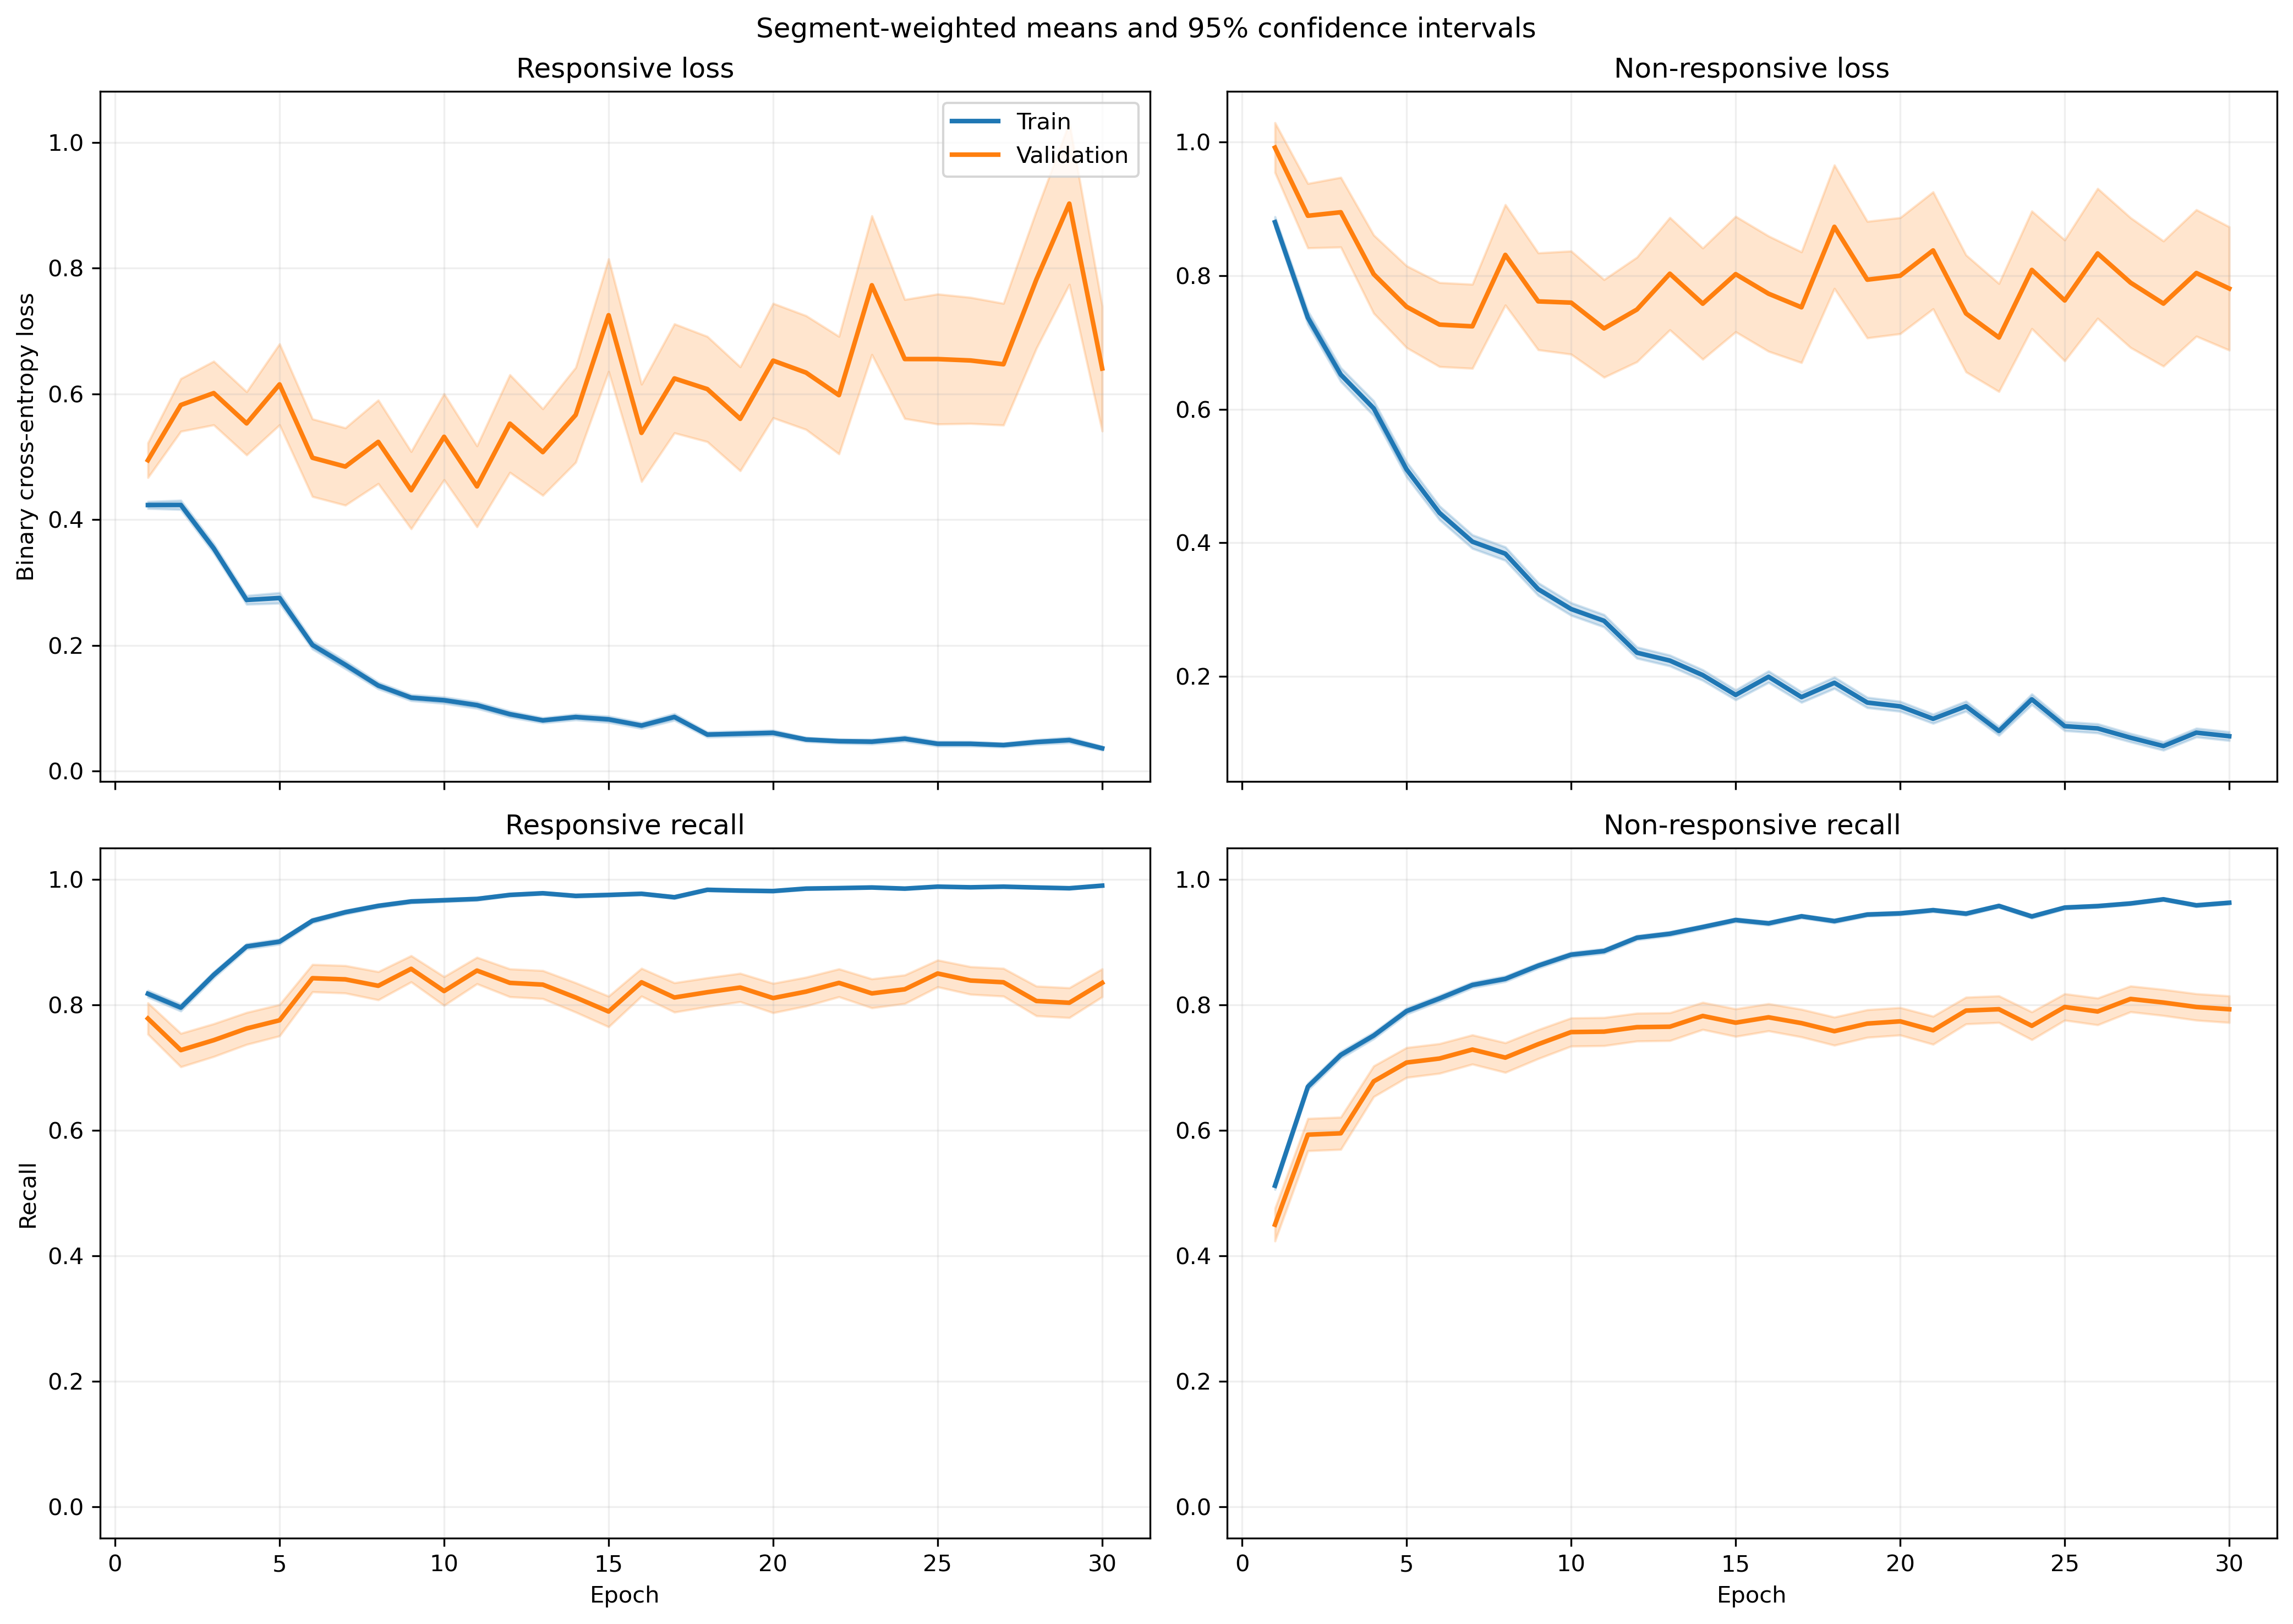 Segment-weighted means and 95% confidence intervals
Responsive loss
Non-responsive loss
Train
Validation
Binary cross-entropy loss
1.0
0.8
0.6
0.4
0.2
0.0
1.0
0.8
0.6
0.4
0.2
Responsive recall
Non-responsive recall
Recall
1.0
0.8
0.6
0.4
0.2
0.0
1.0
0.8
0.6
0.4
0.2
0.0
0 5 10 15 20 25 30
0 5 10 15 20 25 30
Epoch
Epoch